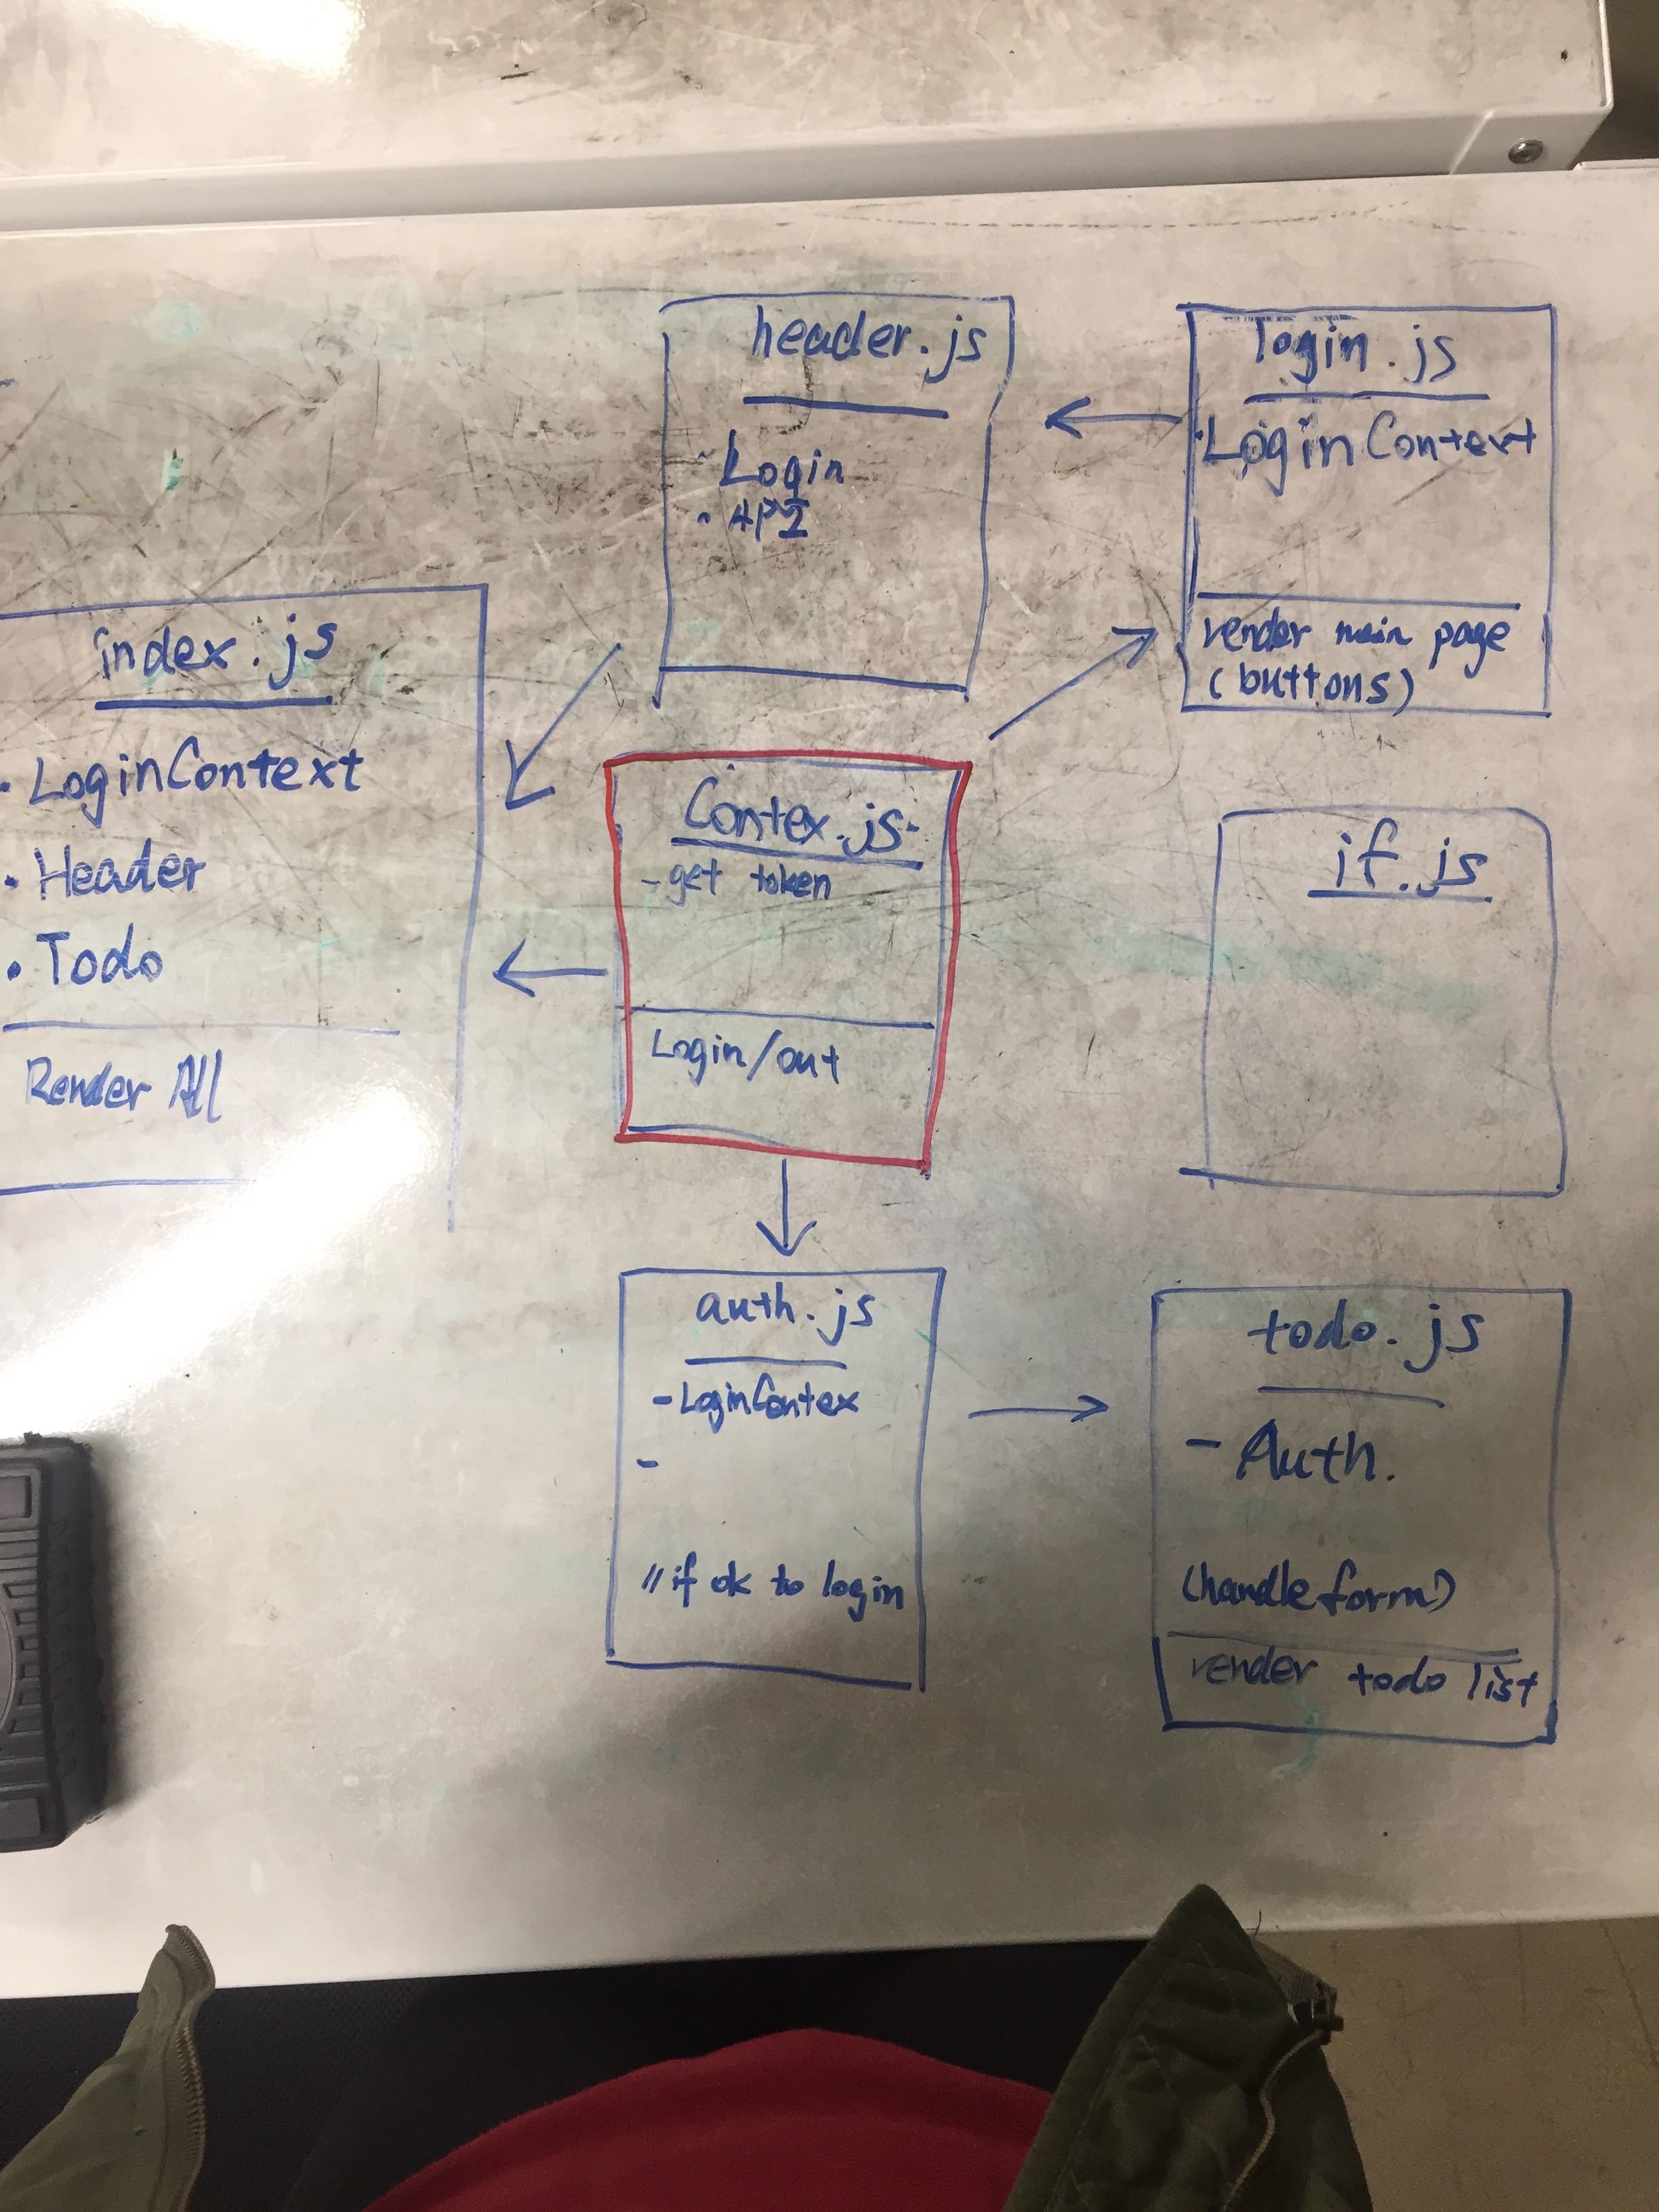 header.js
· Login
login.js
· LoginContext
render main page
(buttons)
index.js
· LoginContext
· Header
· Todo
Render All
Contex.js
- get token
Login/out
if.js
auth.js
- LoginContex
-
// if ok to login
todo.js
- Auth.
(handle form)
render todo list